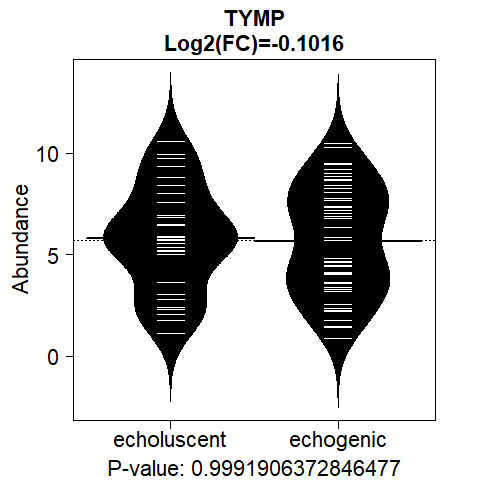 TYMP
Log2(FC)=-0.1016
Abundance
10
5
0
echoluscent echogenic
P-value: 0.9991906372846477